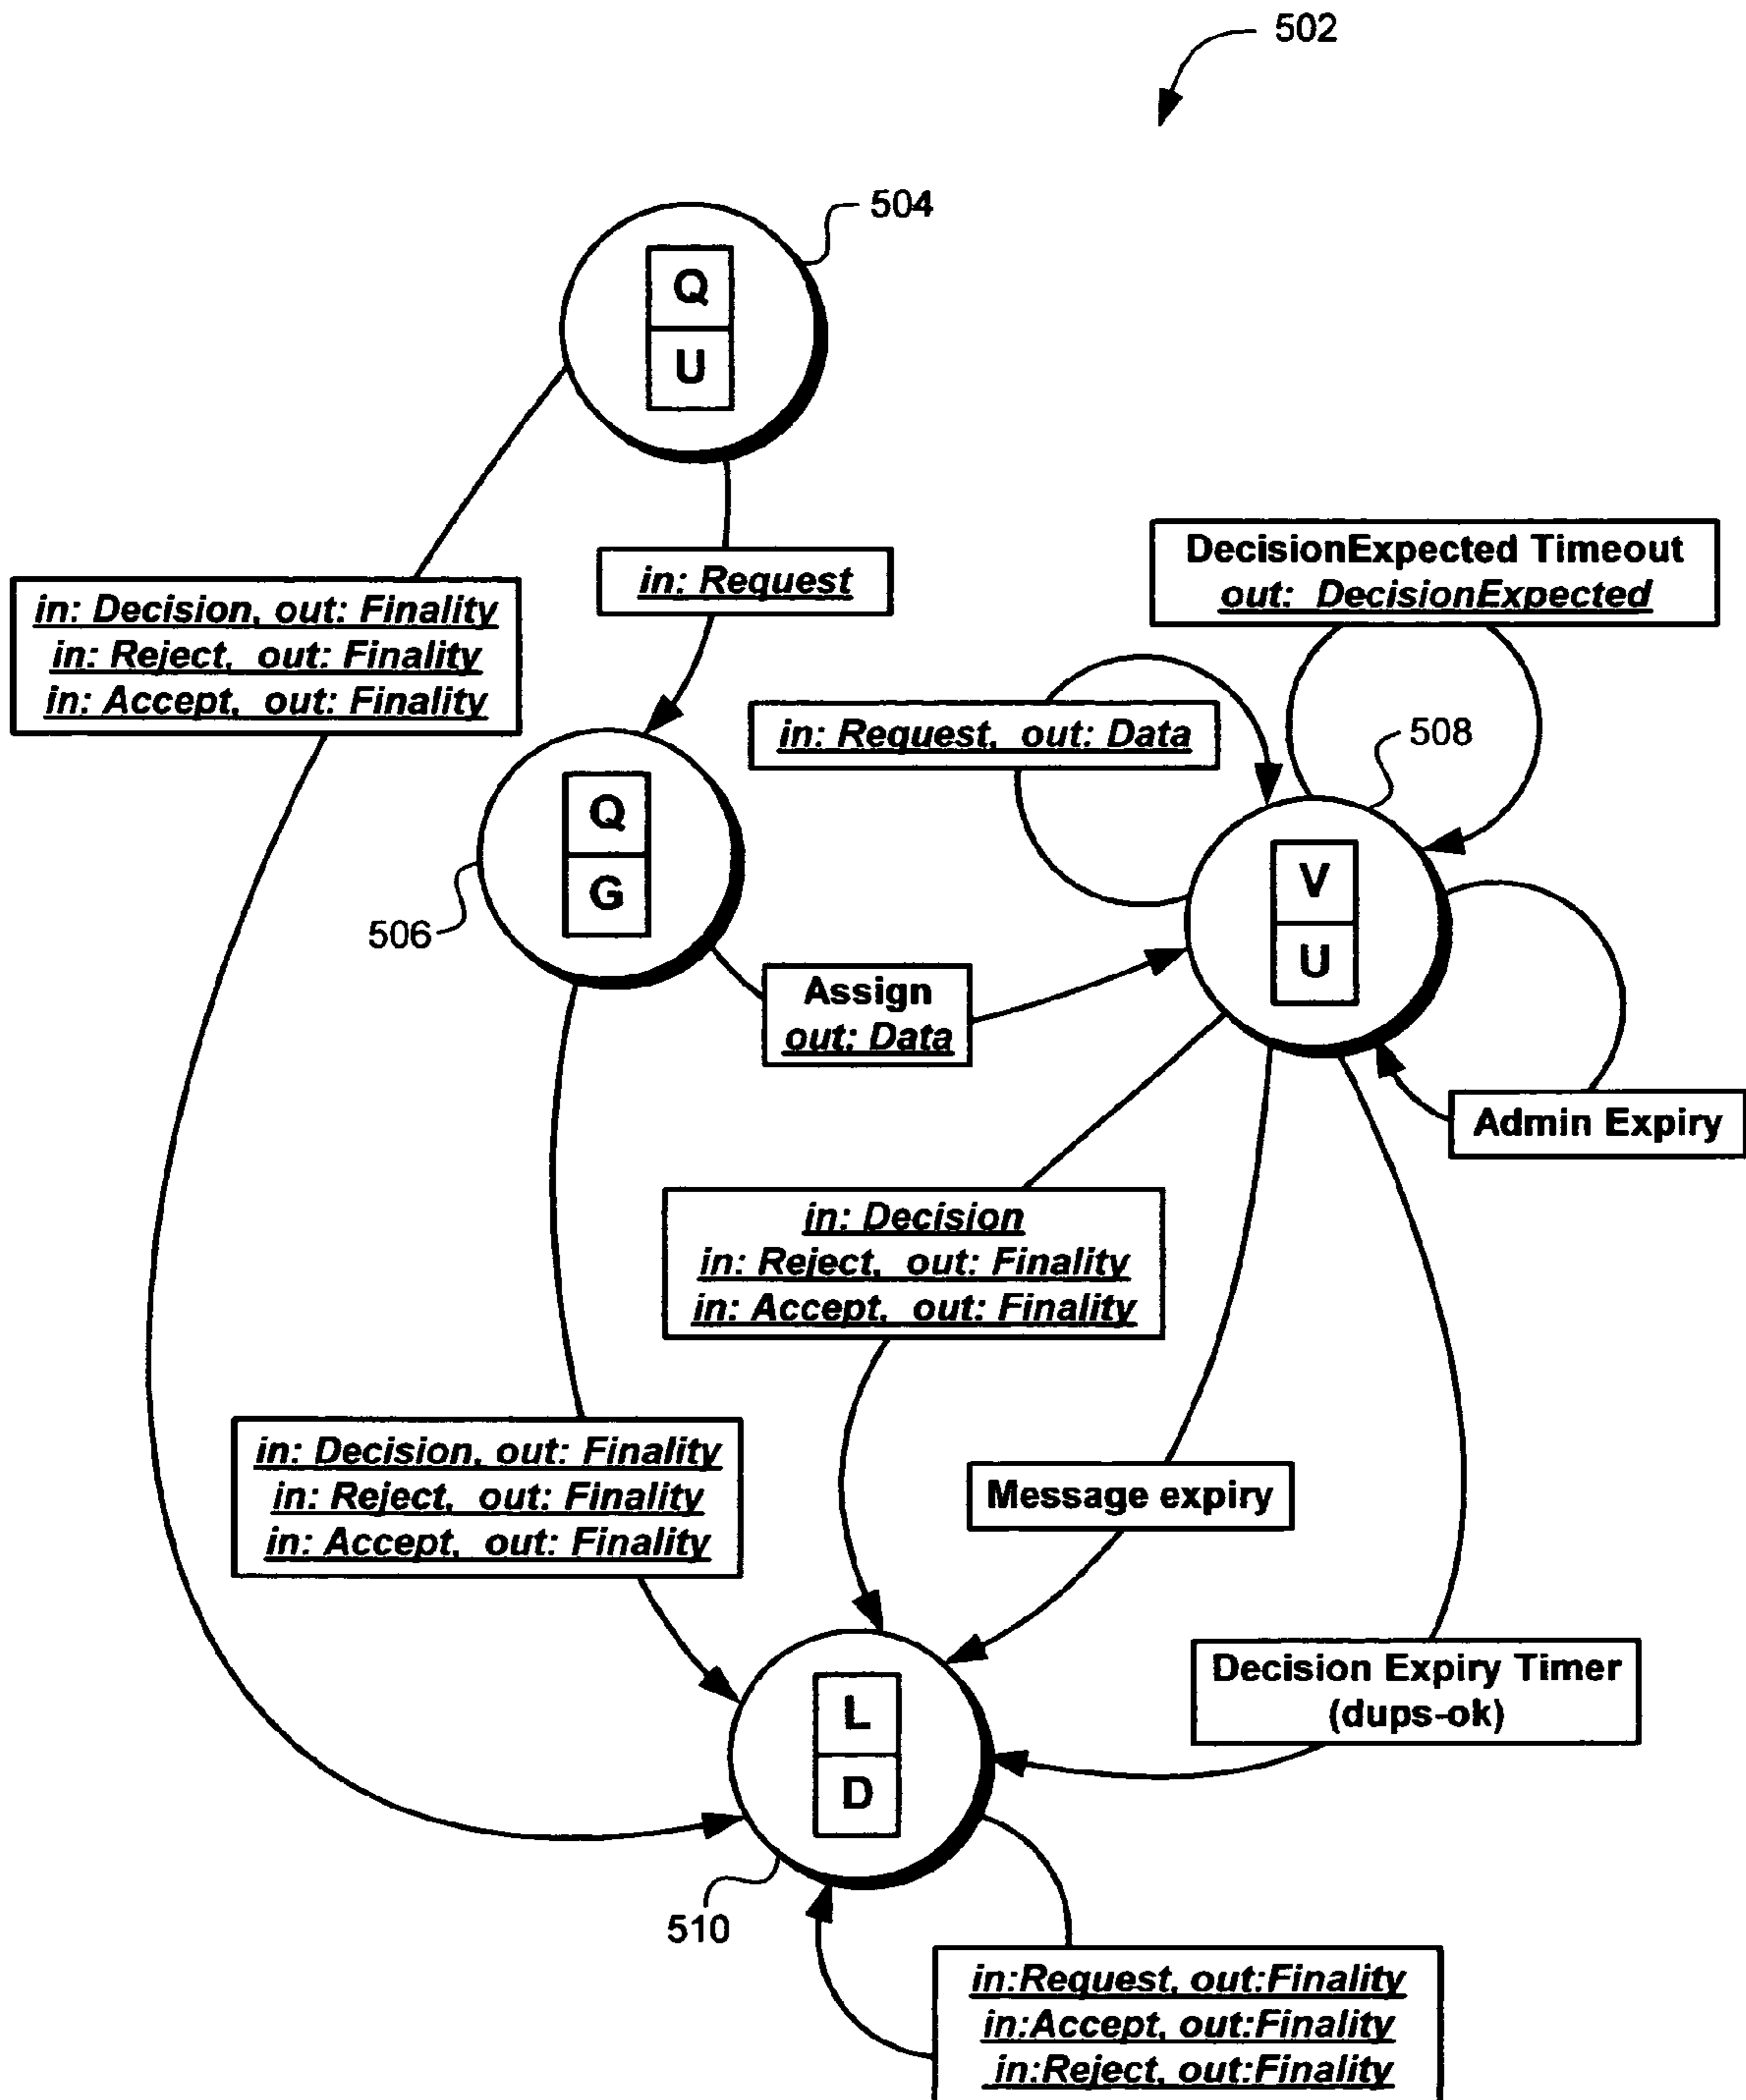 502
504
Q
U
in: Request
in: Decision, out: Finality
in: Reject, out: Finality
in: Accept, out: Finality
DecisionExpected Timeout
out: DecisionExpected
in: Request, out: Data
508
Q
G
506
V
U
Assign
out: Data
Admin Expiry
in: Decision
in: Reject, out: Finality
in: Accept, out: Finality
in: Decision, out: Finality
in: Reject, out: Finality
in: Accept, out: Finality
Message expiry
Decision Expiry Timer
(dups-ok)
L
D
510
in:Request, out:Finality
in:Accept, out:Finality
in:Reject, out:Finality